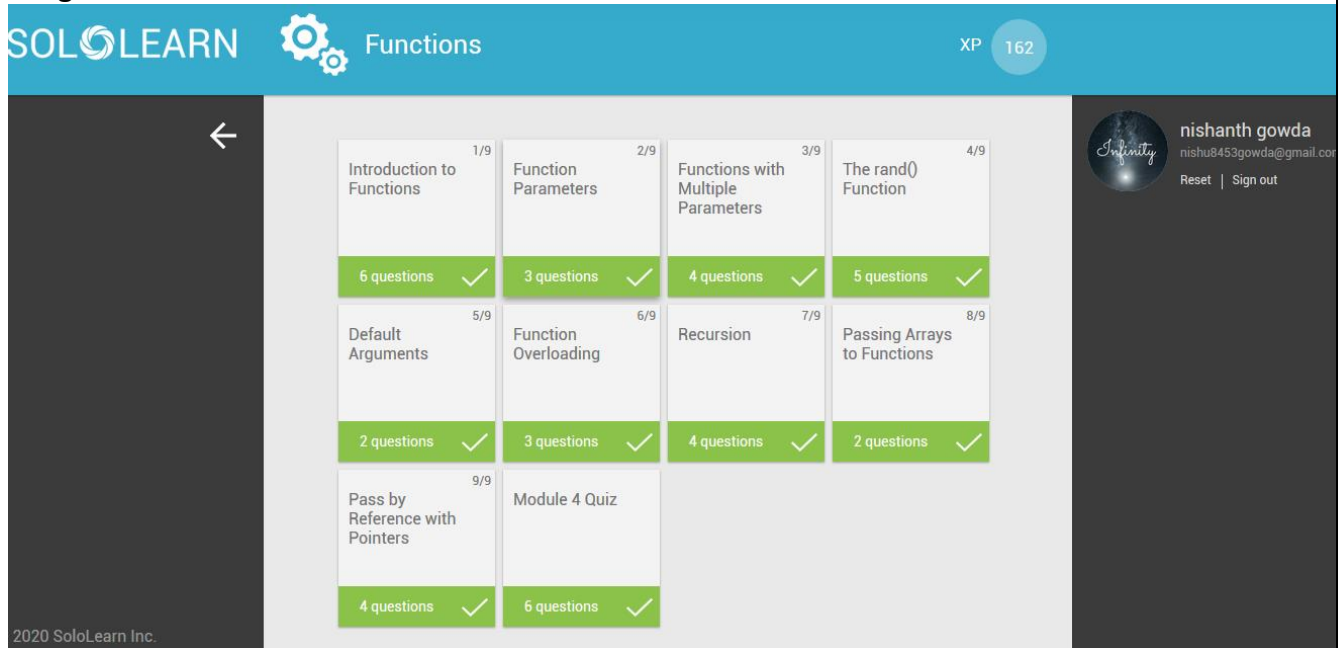 SOLOLEARN
Functions
XP 162
nishanth gowda
nishu8453gowda@gmail.cor
Reset | Sign out
Infinity
1/9
Introduction to
Functions
6 questions
2/9
Function
Parameters
3 questions
3/9
Functions with
Multiple
Parameters
4 questions
4/9
The rand()
Function
5 questions
5/9
Default
Arguments
2 questions
6/9
Function
Overloading
3 questions
7/9
Recursion
4 questions
8/9
Passing Arrays
to Functions
2 questions
9/9
Pass by
Reference with
Pointers
4 questions
Module 4 Quiz
6 questions
2020 SoloLearn Inc.